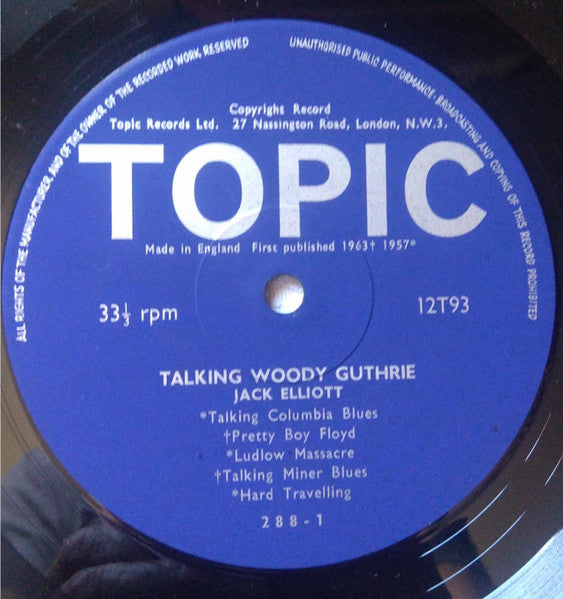 ALL RIGHTS OF THE MANUFACTURER, AND OF THE OWNER OF THE RECORDED WORK, RESERVED
UNAUTHORISED PUBLIC PERFORMANCE, BROADCASTING AND COPYING OF THIS RECORD PROHIBITED
Copyright Record
Topic Records Ltd. 27 Nassington Road, London, N.W.3.
TOPIC
Made in England First published 1963† 1957*
33⅓ rpm
12T93
TALKING WOODY GUTHRIE
JACK ELLIOTT
*Talking Columbia Blues
†Pretty Boy Floyd
*Ludlow Massacre
†Talking Miner Blues
*Hard Travelling
288-1